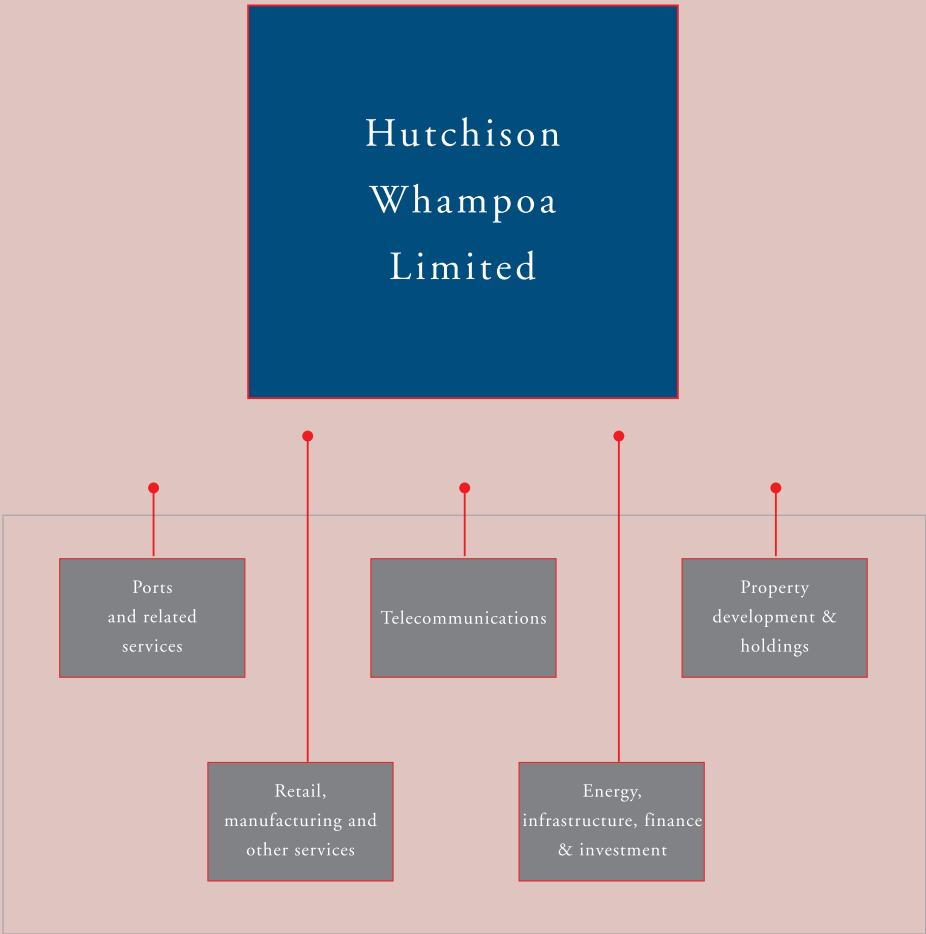 Hutchison
Whampoa
Limited
Ports
and related
services
Telecommunications
Property
development &
holdings
Retail,
manufacturing and
other services
Energy,
infrastructure, finance
& investment